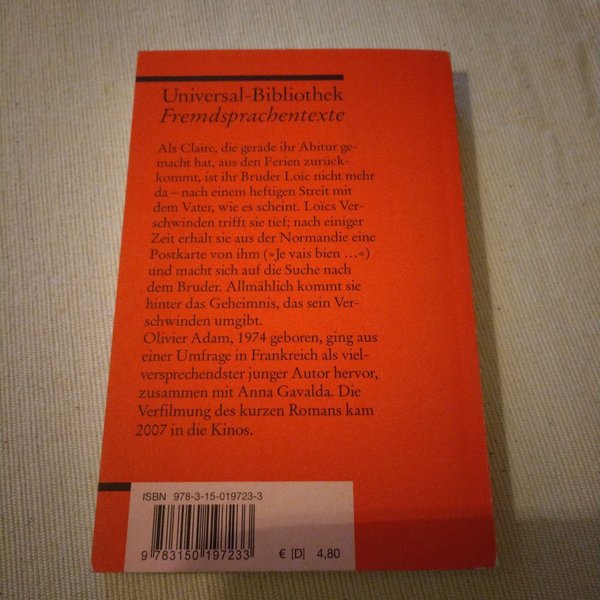 Universal-Bibliothek
Fremdsprachentexte
Als Claire, die gerade ihr Abitur ge-
macht hat, aus den Ferien zurück-
kommt, ist ihr Bruder Loïc nicht mehr
da – nach einem heftigen Streit mit
dem Vater, wie es scheint. Loïcs Ver-
schwinden trifft sie tief; nach einiger
Zeit erhält sie aus der Normandie eine
Postkarte von ihm (»Je vais bien …«)
und macht sich auf die Suche nach
dem Bruder. Allmählich kommt sie
hinter das Geheimnis, das sein Ver-
schwinden umgibt.
Olivier Adam, 1974 geboren, ging aus
einer Umfrage in Frankreich als viel-
versprechendster junger Autor hervor,
zusammen mit Anna Gavalda. Die
Verfilmung des kurzen Romans kam
2007 in die Kinos.
ISBN 978-3-15-019723-3
9 783150 197233
€ [D] 4,80